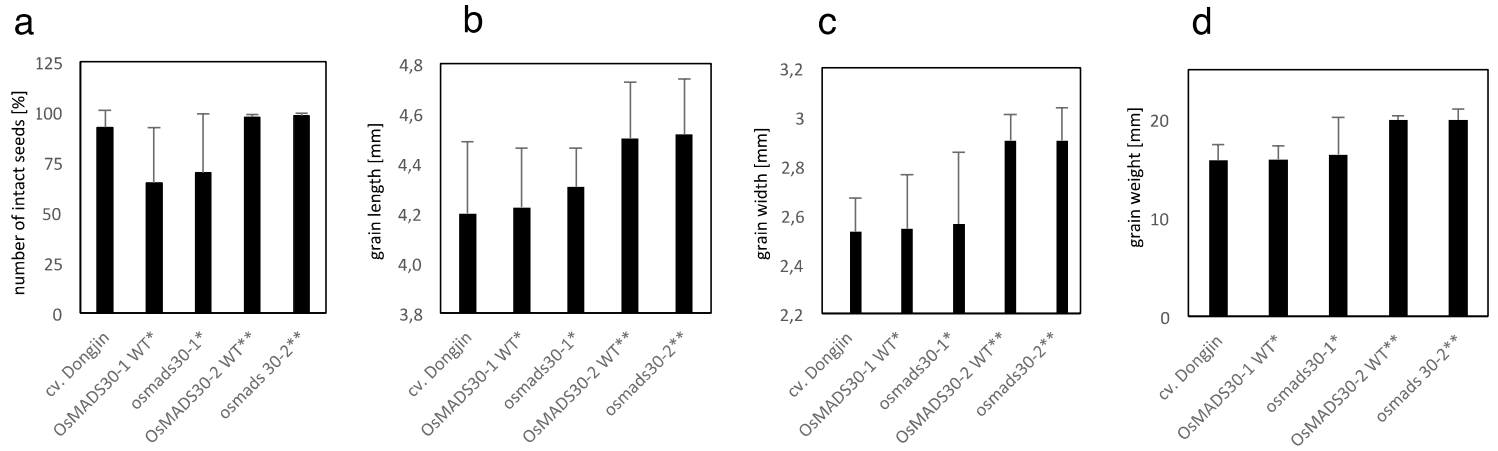 a
number of intact seeds [%]
125
100
75
50
25
0
cv. Dongjin
OsMADS30-1 WT*
osmads30-1*
OsMADS30-2 WT**
osmads 30-2**
b
grain length [mm]
4,8
4,6
4,4
4,2
4,0
3,8
cv. Dongjin
OsMADS30-1 WT*
osmads30-1*
OsMADS30-2 WT**
osmads30-2**
c
grain width [mm]
3,2
3
2,8
2,6
2,4
2,2
cv. Dongjin
OsMADS30-1 WT*
osmads30-1*
OsMADS30-2 WT**
osmads30-2**
d
grain weight [mm]
20
10
0
cv. Dongjin
OsMADS30-1 WT*
osmads30-1*
OsMADS30-2 WT**
osmads 30-2**